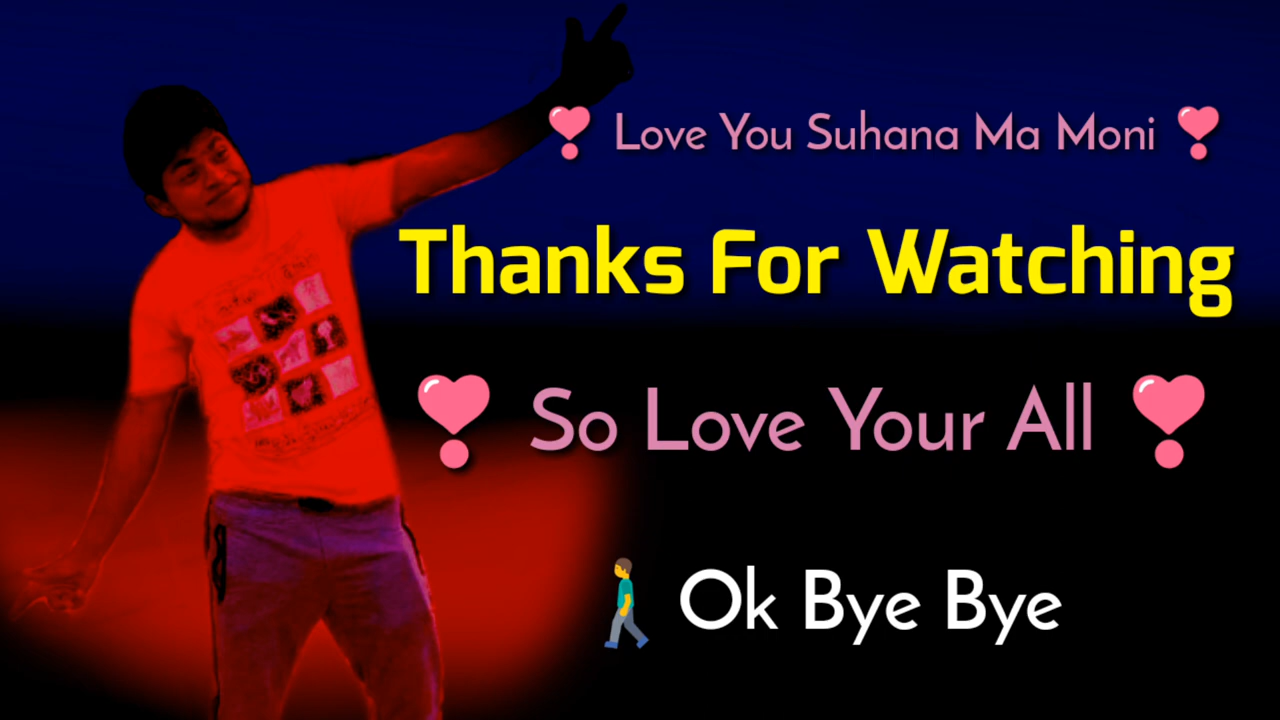 ❣ Love You Suhana Ma Moni ❣
Thanks For Watching
❣ So Love Your All ❣
🚶‍♂️ Ok Bye Bye